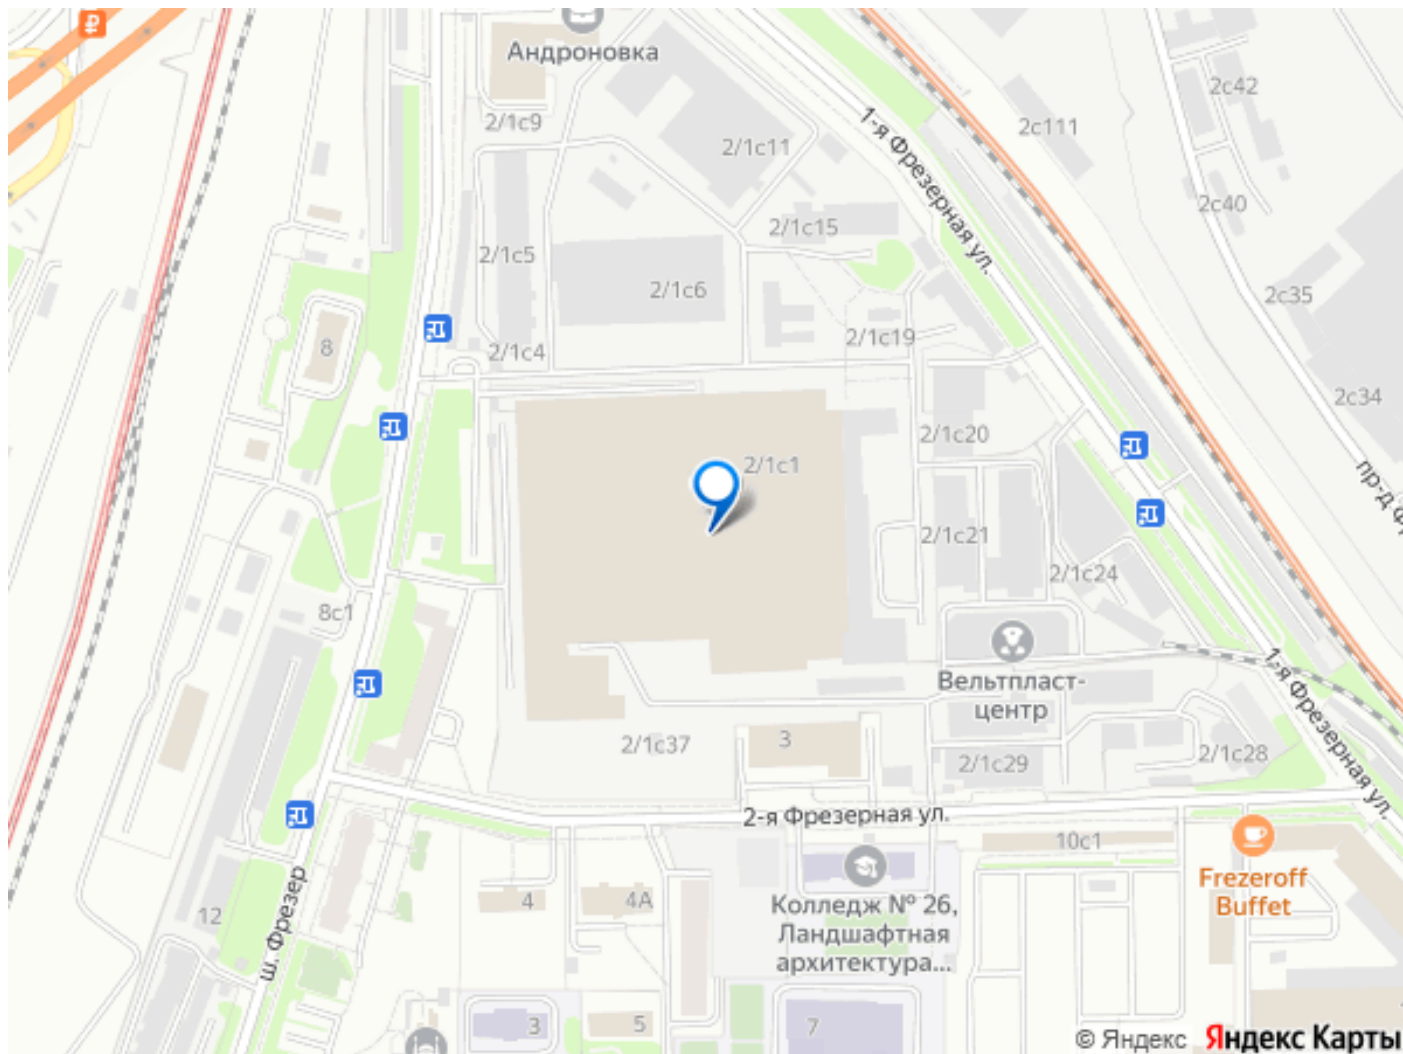 ₽
Андроновка
2/1с9
2/1с11
1-я Фрезерная ул.
2с111
2с42
2с40
2/1с15
2/1с5
2/1с6
2с35
8
2/1с4
2/1с19
2с34
2/1с20
2/1с1
пр-д Ф
2/1с21
2/1с24
8с1
1-я Фрезерная ул.
Вельтпласт-
центр
2/1с37
3
2/1с29
2/1с28
2-я Фрезерная ул.
10с1
Frezeroff
Buffet
4
4А
Колледж № 26,
Ландшафтная
архитектура...
12
ш. Фрезер
3
5
7
© Яндекс Яндекс Карты